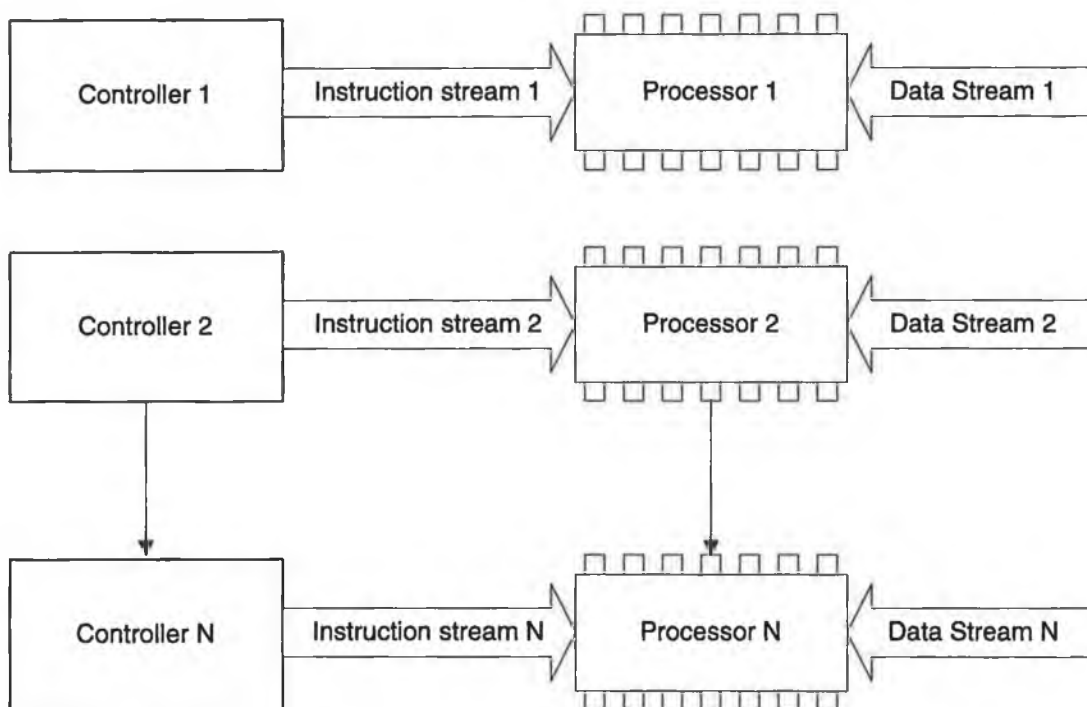 Controller 1
Instruction stream 1
Processor 1
Data Stream 1
Controller 2
Instruction stream 2
Processor 2
Data Stream 2
Controller N
Instruction stream N
Processor N
Data Stream N